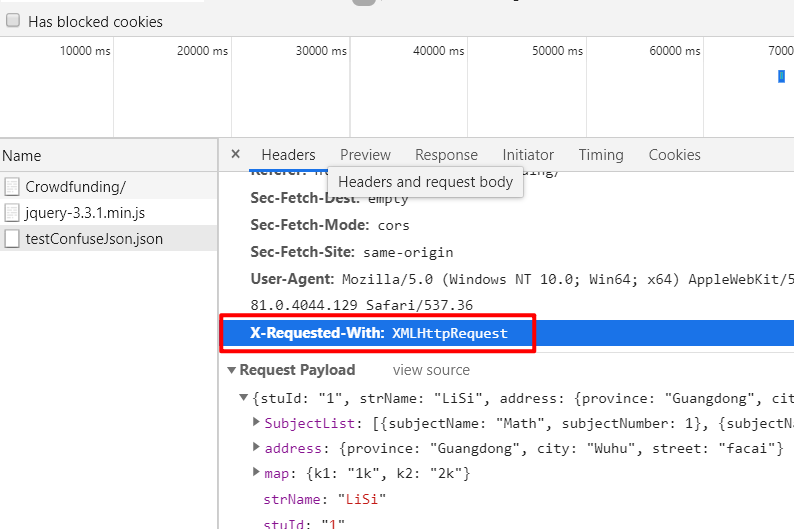 Has blocked cookies
10000 ms 20000 ms 30000 ms 40000 ms 50000 ms 60000 ms 7000
Name
× Headers Preview Response Initiator Timing Cookies
Crowdfunding/
jquery-3.3.1.min.js
testConfuseJson.json
Headers and request body
Sec-Fetch-Dest: empty
Sec-Fetch-Mode: cors
Sec-Fetch-Site: same-origin
User-Agent: Mozilla/5.0 (Windows NT 10.0; Win64; x64) AppleWebKit/5
81.0.4044.129 Safari/537.36
X-Requested-With: XMLHttpRequest
Request Payload view source
{stuId: "1", strName: "LiSi", address: {province: "Guangdong", cit
SubjectList: [{subjectName: "Math", subjectNumber: 1}, {subjectNa
address: {province: "Guangdong", city: "Wuhu", street: "facai"}
map: {k1: "1k", k2: "2k"}
strName: "LiSi"
stuId: "1"